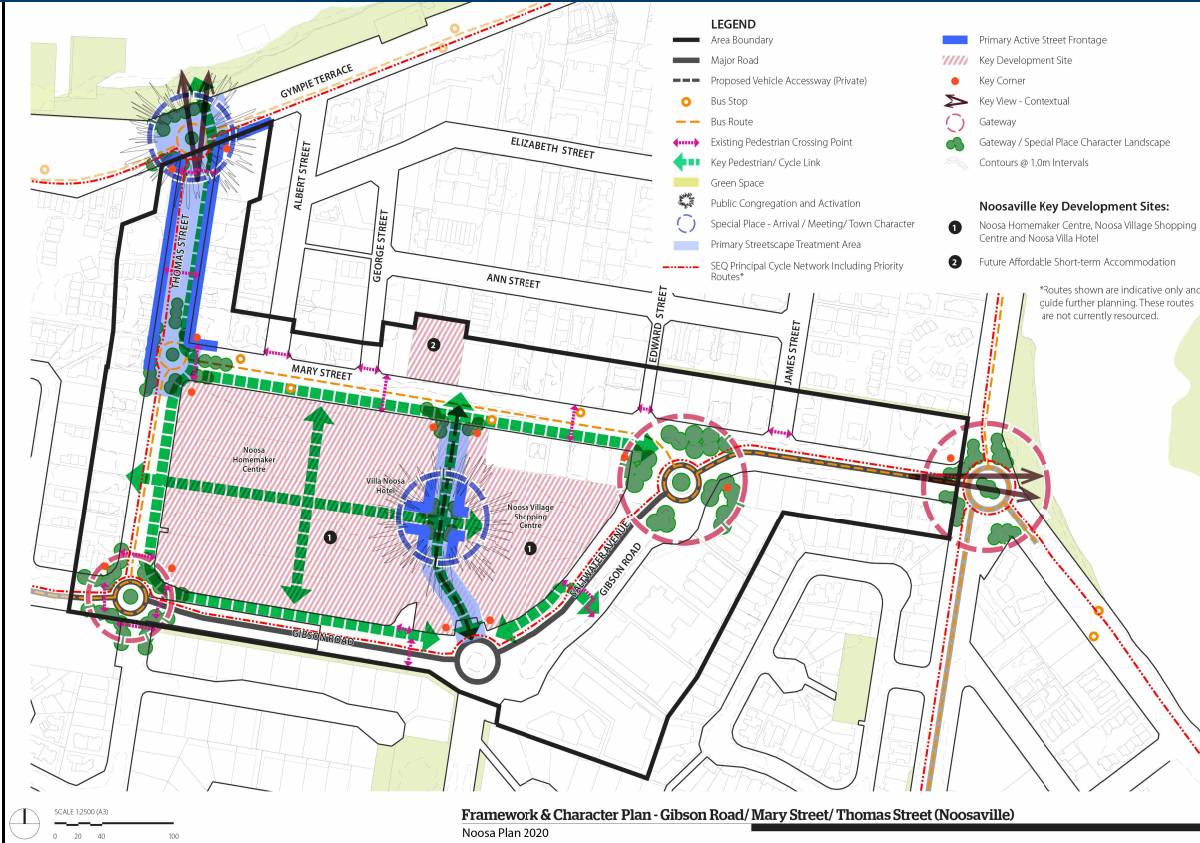 LEGEND
Area Boundary
Major Road
Proposed Vehicle Accessway (Private)
Bus Stop
Bus Route
Existing Pedestrian Crossing Point
Key Pedestrian/ Cycle Link
Green Space
Public Congregation and Activation
Special Place - Arrival / Meeting/ Town Character
Primary Streetscape Treatment Area
SEQ Principal Cycle Network Including Priority
Routes*
Primary Active Street Frontage
Key Development Site
Key Corner
Key View - Contextual
Gateway
Gateway / Special Place Character Landscape
Contours @ 1.0m Intervals
Noosaville Key Development Sites:
1 Noosa Homemaker Centre, Noosa Village Shopping
Centre and Noosa Villa Hotel
2 Future Affordable Short-term Accommodation
*Routes shown are indicative only and
guide further planning. These routes
are not currently resourced.
GYMPIE TERRACE
ELIZABETH STREET
ALBERT STREET
THOMAS STREET
GEORGE STREET
ANN STREET
EDWARD STREET
JAMES STREET
2
MARY STREET
Noosa
Homemaker
Centre
Villa Noosa
Hotel
Noosa Village
Shopping
Centre
1
1
SALTWATER AVENUE
GIBSON ROAD
GIBSON ROAD
SCALE 1:2500 (A3)
0 20 40 100
Framework & Character Plan - Gibson Road/ Mary Street/ Thomas Street (Noosaville)
Noosa Plan 2020